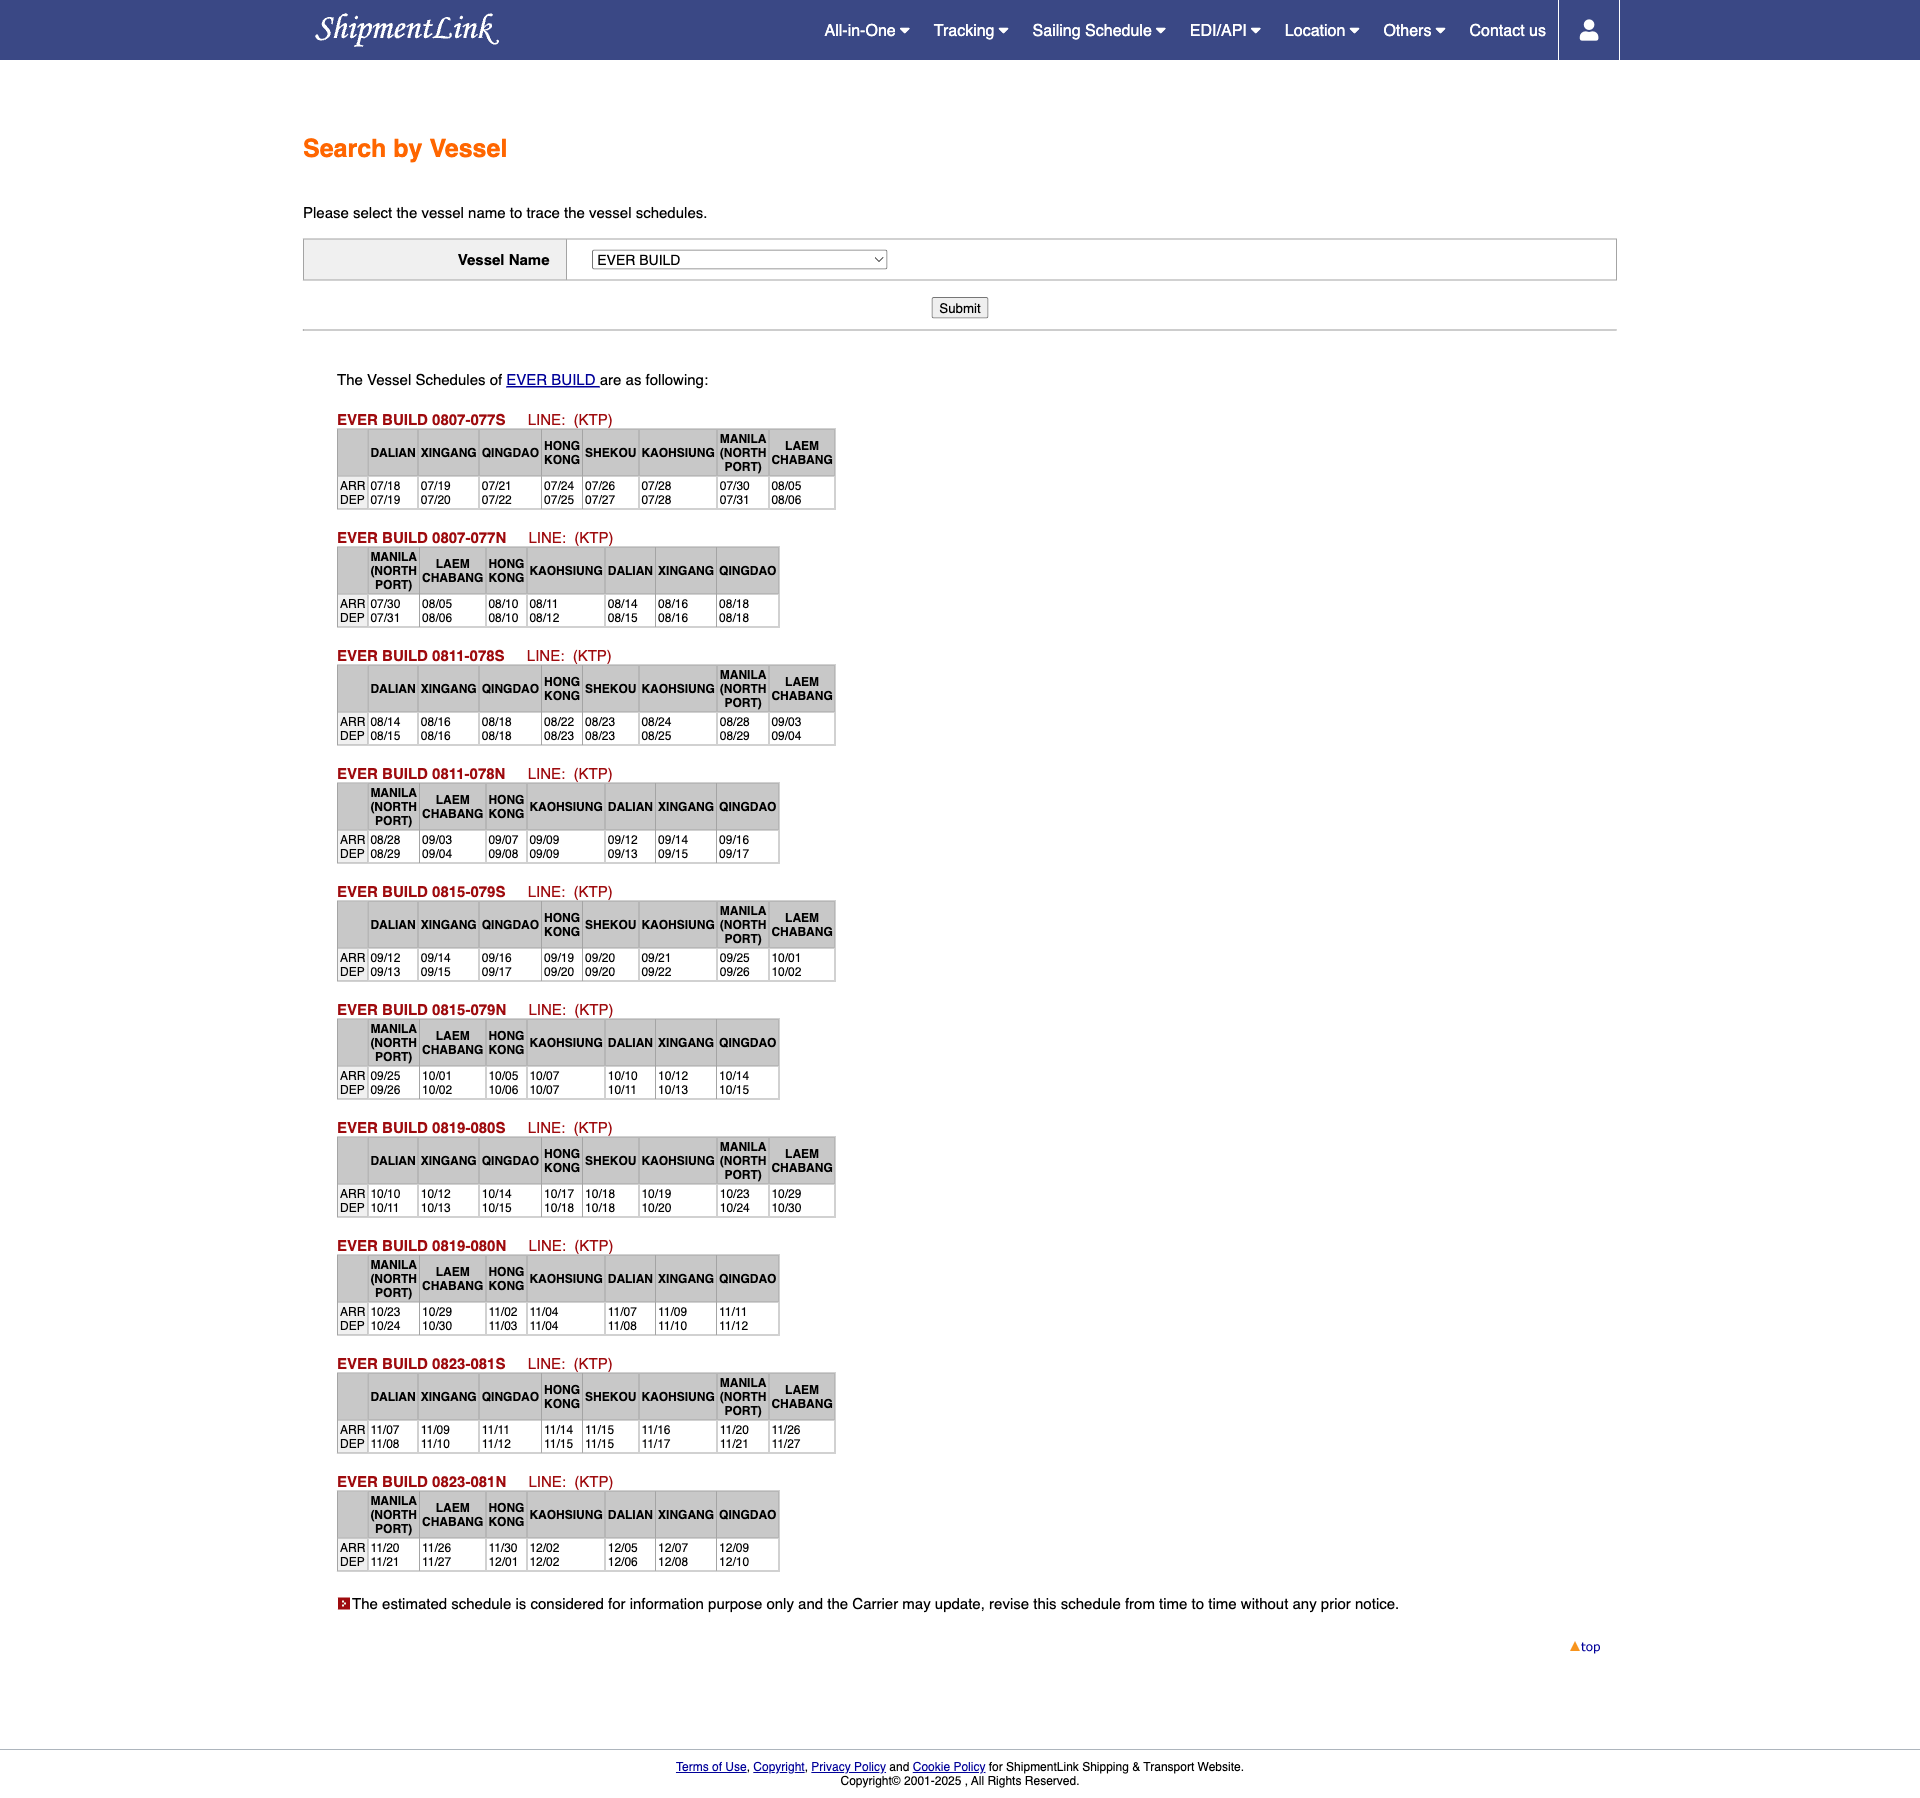 ShipmentLink
All-in-One Tracking Sailing Schedule EDI/API Location Others Contact us
Search by Vessel
Please select the vessel name to trace the vessel schedules.
Vessel Name EVER BUILD
Submit
The Vessel Schedules of EVER BUILD are as following:
EVER BUILD 0807-077S LINE: (KTP)
DALIAN XINGANG QINGDAO HONG KONG SHEKOU KAOHSIUNG MANILA (NORTH PORT) LAEM CHABANG
ARR 07/18 07/19 07/21 07/24 07/26 07/28 07/30 08/05
DEP 07/19 07/20 07/22 07/25 07/27 07/28 07/31 08/06
EVER BUILD 0807-077N LINE: (KTP)
MANILA (NORTH PORT) LAEM CHABANG HONG KONG KAOHSIUNG DALIAN XINGANG QINGDAO
ARR 07/30 08/05 08/10 08/11 08/14 08/16 08/18
DEP 07/31 08/06 08/10 08/12 08/15 08/16 08/18
EVER BUILD 0811-078S LINE: (KTP)
DALIAN XINGANG QINGDAO HONG KONG SHEKOU KAOHSIUNG MANILA (NORTH PORT) LAEM CHABANG
ARR 08/14 08/16 08/18 08/22 08/23 08/24 08/28 09/03
DEP 08/15 08/16 08/18 08/23 08/23 08/25 08/29 09/04
EVER BUILD 0811-078N LINE: (KTP)
MANILA (NORTH PORT) LAEM CHABANG HONG KONG KAOHSIUNG DALIAN XINGANG QINGDAO
ARR 08/28 09/03 09/07 09/09 09/12 09/14 09/16
DEP 08/29 09/04 09/08 09/09 09/13 09/15 09/17
EVER BUILD 0815-079S LINE: (KTP)
DALIAN XINGANG QINGDAO HONG KONG SHEKOU KAOHSIUNG MANILA (NORTH PORT) LAEM CHABANG
ARR 09/12 09/14 09/16 09/19 09/20 09/21 09/25 10/01
DEP 09/13 09/15 09/17 09/20 09/20 09/22 09/26 10/02
EVER BUILD 0815-079N LINE: (KTP)
MANILA (NORTH PORT) LAEM CHABANG HONG KONG KAOHSIUNG DALIAN XINGANG QINGDAO
ARR 09/25 10/01 10/05 10/07 10/10 10/12 10/14
DEP 09/26 10/02 10/06 10/07 10/11 10/13 10/15
EVER BUILD 0819-080S LINE: (KTP)
DALIAN XINGANG QINGDAO HONG KONG SHEKOU KAOHSIUNG MANILA (NORTH PORT) LAEM CHABANG
ARR 10/10 10/12 10/14 10/17 10/18 10/19 10/23 10/29
DEP 10/11 10/13 10/15 10/18 10/18 10/20 10/24 10/30
EVER BUILD 0819-080N LINE: (KTP)
MANILA (NORTH PORT) LAEM CHABANG HONG KONG KAOHSIUNG DALIAN XINGANG QINGDAO
ARR 10/23 10/29 11/02 11/04 11/07 11/09 11/11
DEP 10/24 10/30 11/03 11/04 11/08 11/10 11/12
EVER BUILD 0823-081S LINE: (KTP)
DALIAN XINGANG QINGDAO HONG KONG SHEKOU KAOHSIUNG MANILA (NORTH PORT) LAEM CHABANG
ARR 11/07 11/09 11/11 11/14 11/15 11/16 11/20 11/26
DEP 11/08 11/10 11/12 11/15 11/15 11/17 11/21 11/27
EVER BUILD 0823-081N LINE: (KTP)
MANILA (NORTH PORT) LAEM CHABANG HONG KONG KAOHSIUNG DALIAN XINGANG QINGDAO
ARR 11/20 11/26 11/30 12/02 12/05 12/07 12/09
DEP 11/21 11/27 12/01 12/02 12/06 12/08 12/10
The estimated schedule is considered for information purpose only and the Carrier may update, revise this schedule from time to time without any prior notice.
top
Terms of Use, Copyright, Privacy Policy and Cookie Policy for ShipmentLink Shipping & Transport Website.
Copyright© 2001-2025 , All Rights Reserved.